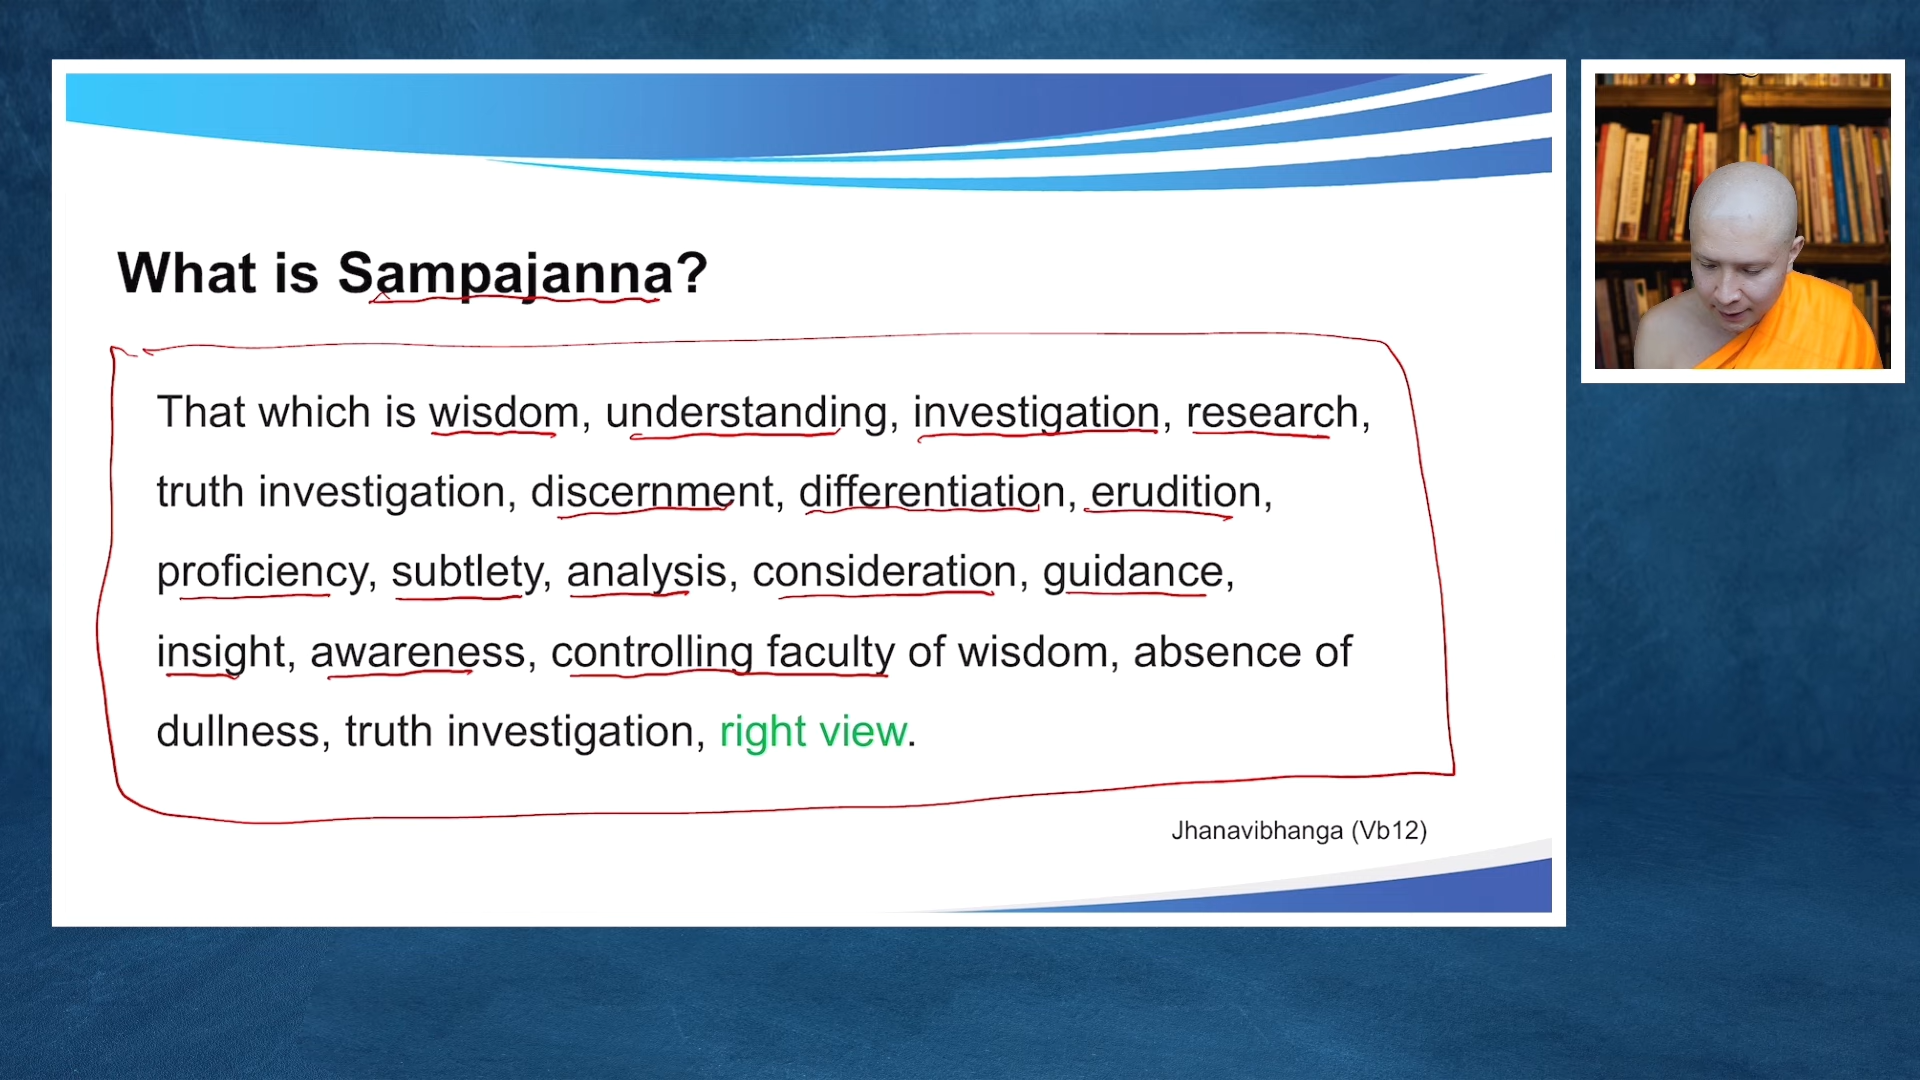 What is Sampajanna?
That which is wisdom, understanding, investigation, research,
truth investigation, discernment, differentiation, erudition,
proficiency, subtlety, analysis, consideration, guidance,
insight, awareness, controlling faculty of wisdom, absence of
dullness, truth investigation, right view.
Jhanavibhanga (Vb12)